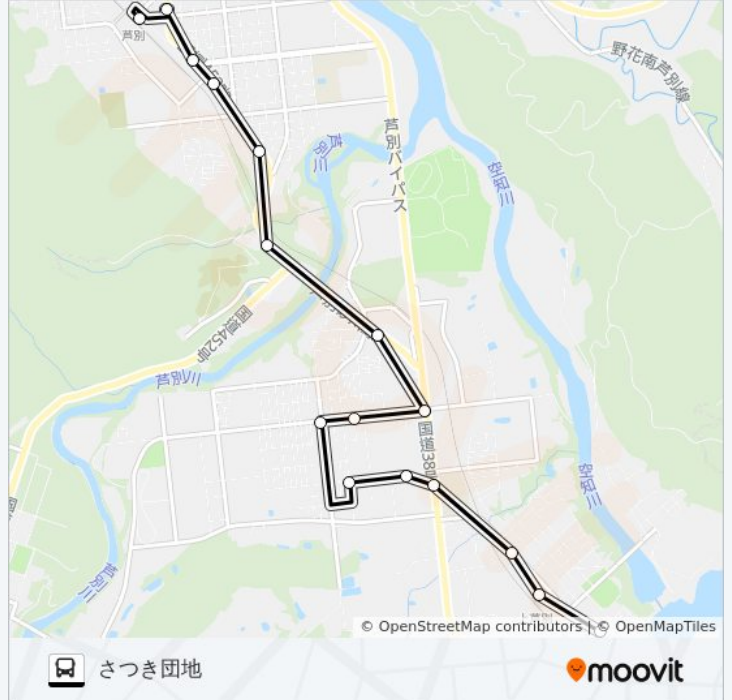 芦別
野花南芦別線
芦別川
芦別バイパス
空知川
国道452号
芦別川
国道38号
空知川
芦別川
© OpenStreetMap contributors | © OpenMapTiles
さつき団地
moovit